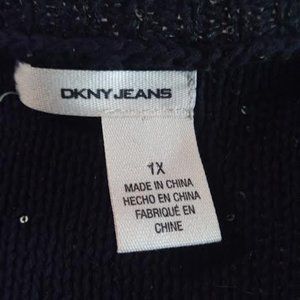 DKNY JEANS
1X
MADE IN CHINA
HECHO EN CHINA
FABRIQUÉ EN
CHINE